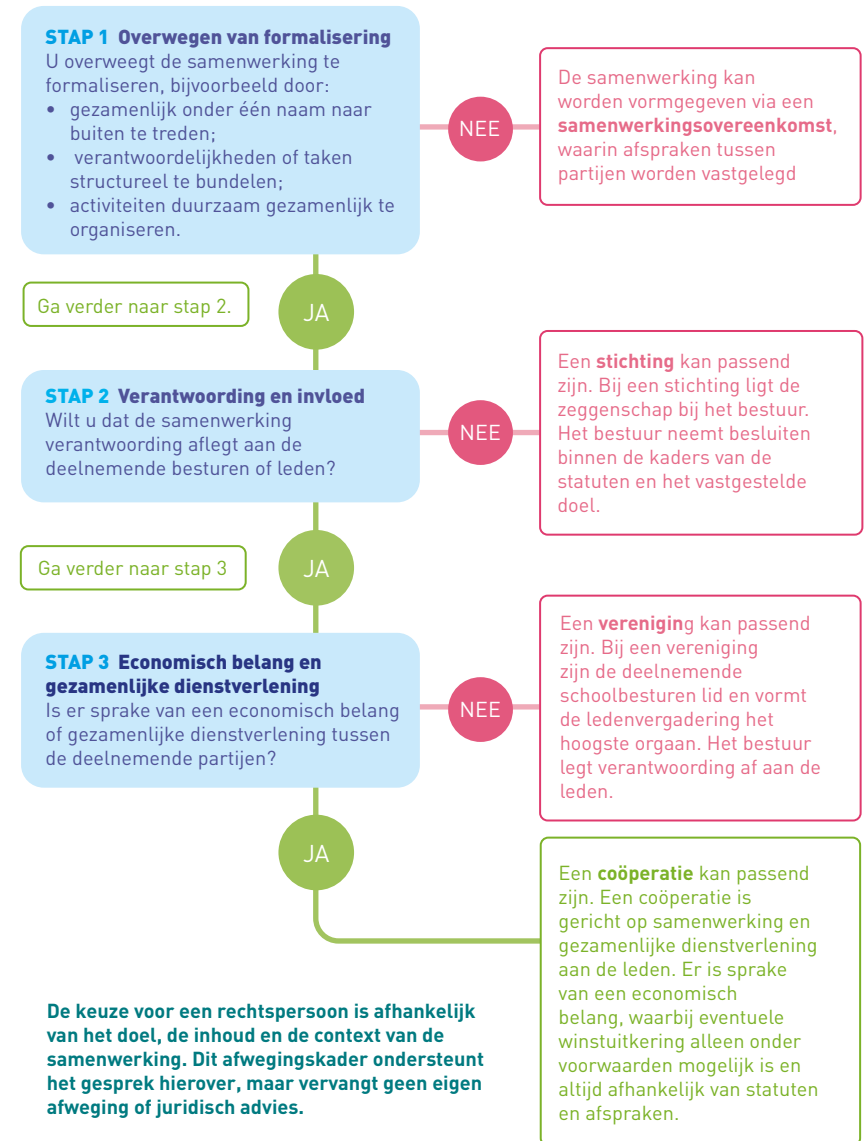 STAP 1 Overwegen van formalisering
U overweegt de samenwerking te
formaliseren, bijvoorbeeld door:
• gezamenlijk onder één naam naar
buiten te treden;
• verantwoordelijkheden of taken
structureel te bundelen;
• activiteiten duurzaam gezamenlijk te
organiseren.
NEE
De samenwerking kan
worden vormgegeven via een
samenwerkingsovereenkomst,
waarin afspraken tussen
partijen worden vastgelegd
Ga verder naar stap 2.
JA
STAP 2 Verantwoording en invloed
Wilt u dat de samenwerking
verantwoording aflegt aan de
deelnemende besturen of leden?
NEE
Een stichting kan passend
zijn. Bij een stichting ligt de
zeggenschap bij het bestuur.
Het bestuur neemt besluiten
binnen de kaders van de
statuten en het vastgestelde
doel.
Ga verder naar stap 3
JA
STAP 3 Economisch belang en
gezamenlijke dienstverlening
Is er sprake van een economisch belang
of gezamenlijke dienstverlening tussen
de deelnemende partijen?
NEE
Een vereniging kan passend
zijn. Bij een vereniging
zijn de deelnemende
schoolbesturen lid en vormt
de ledenvergadering het
hoogste orgaan. Het bestuur
legt verantwoording af aan de
leden.
JA
Een coöperatie kan passend
zijn. Een coöperatie is
gericht op samenwerking en
gezamenlijke dienstverlening
aan de leden. Er is sprake
van een economisch
belang, waarbij eventuele
winstuitkering alleen onder
voorwaarden mogelijk is en
altijd afhankelijk van statuten
en afspraken.
De keuze voor een rechtspersoon is afhankelijk
van het doel, de inhoud en de context van de
samenwerking. Dit afwegingskader ondersteunt
het gesprek hierover, maar vervangt geen eigen
afweging of juridisch advies.